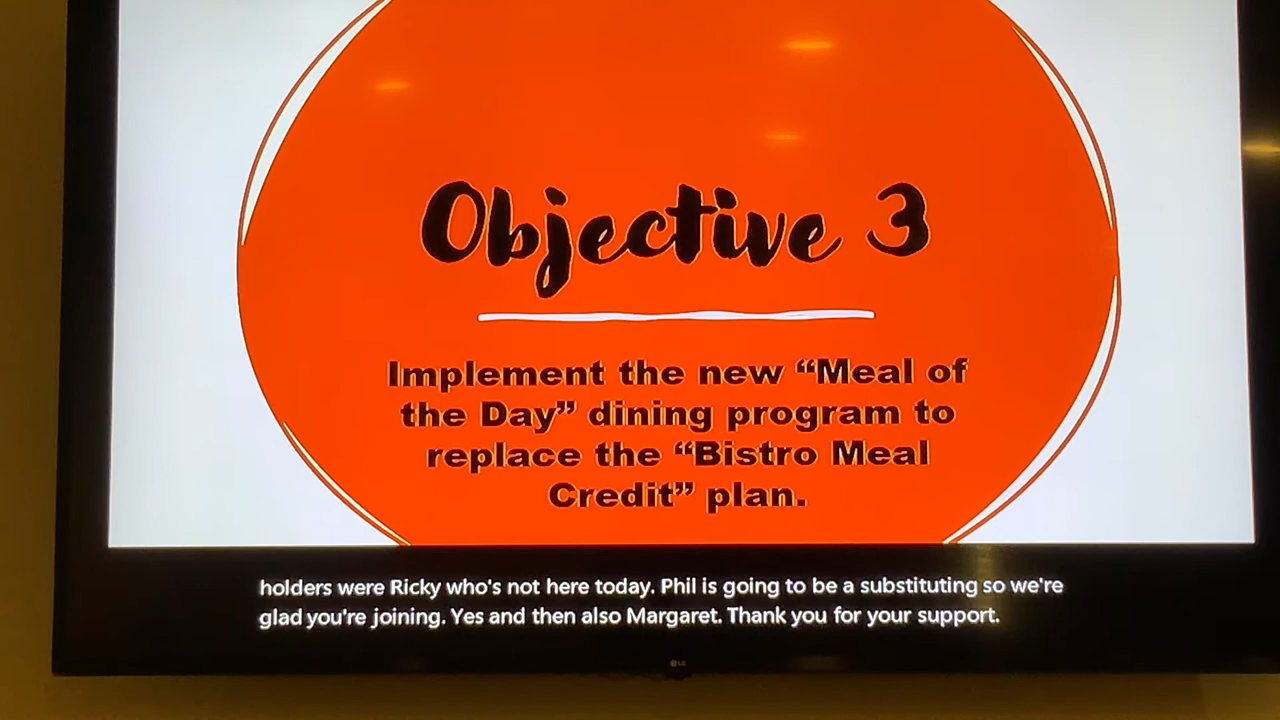 Objective 3
Implement the new “Meal of
the Day” dining program to
replace the “Bistro Meal
Credit” plan.
holders were Ricky who's not here today. Phil is going to be a substituting so we're
glad you're joining. Yes and then also Margaret. Thank you for your support.
LG